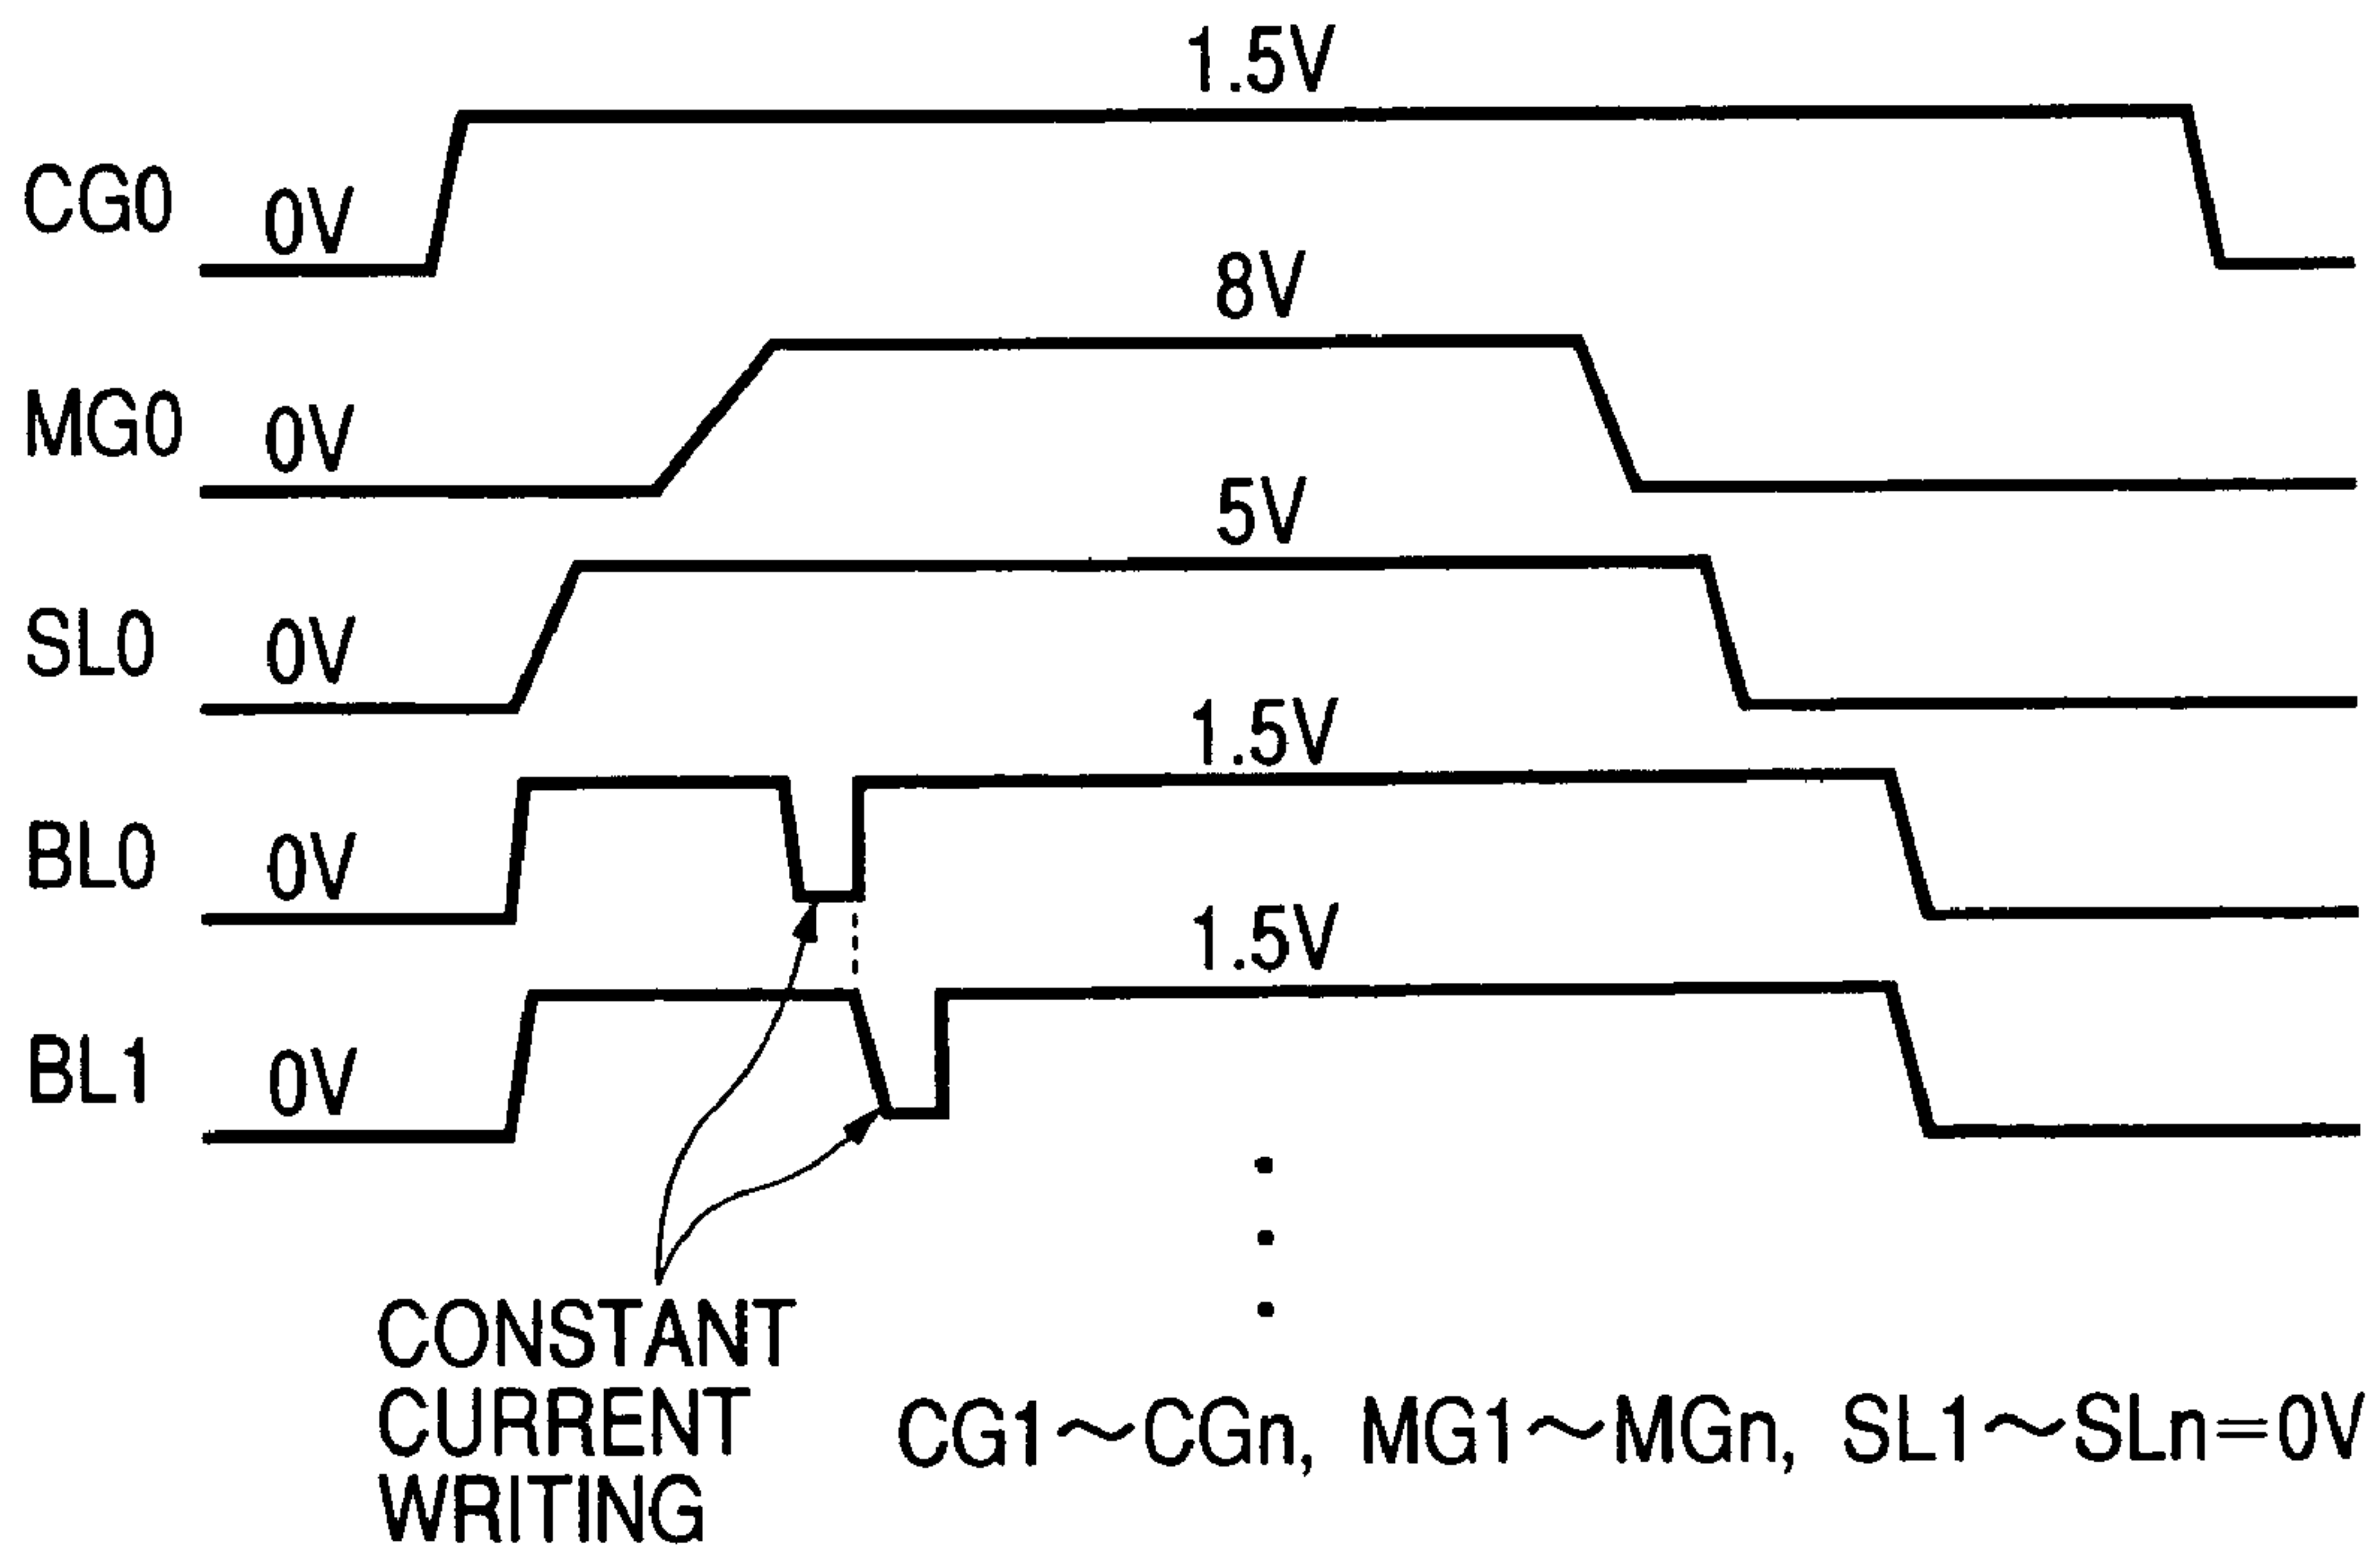 1.5V
CG0 0V
8V
MG0 0V
5V
SL0 0V
1.5V
BL0 0V
1.5V
BL1 0V
CONSTANT
CURRENT
WRITING
CG1～CGn, MG1～MGn, SL1～SLn=0V